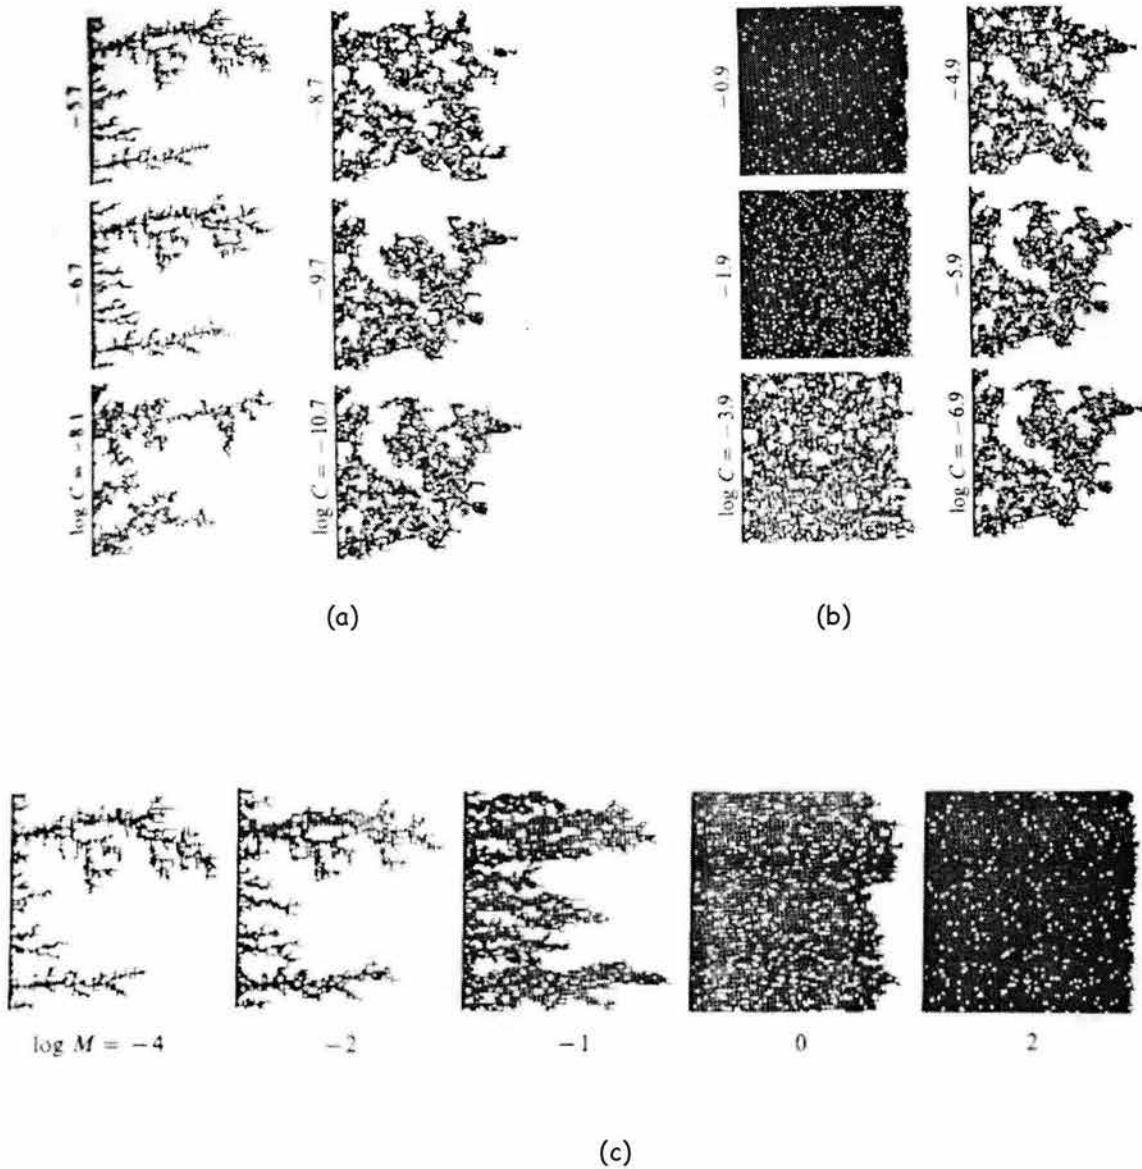 -5.7
-6.7
log C = -8.1
-8.7
-9.7
log C = -10.7
(a)
-0.9
-1.9
log C = -3.9
-4.9
-5.9
log C = -6.9
(b)
log M = -4 -2 -1 0 2
(c)